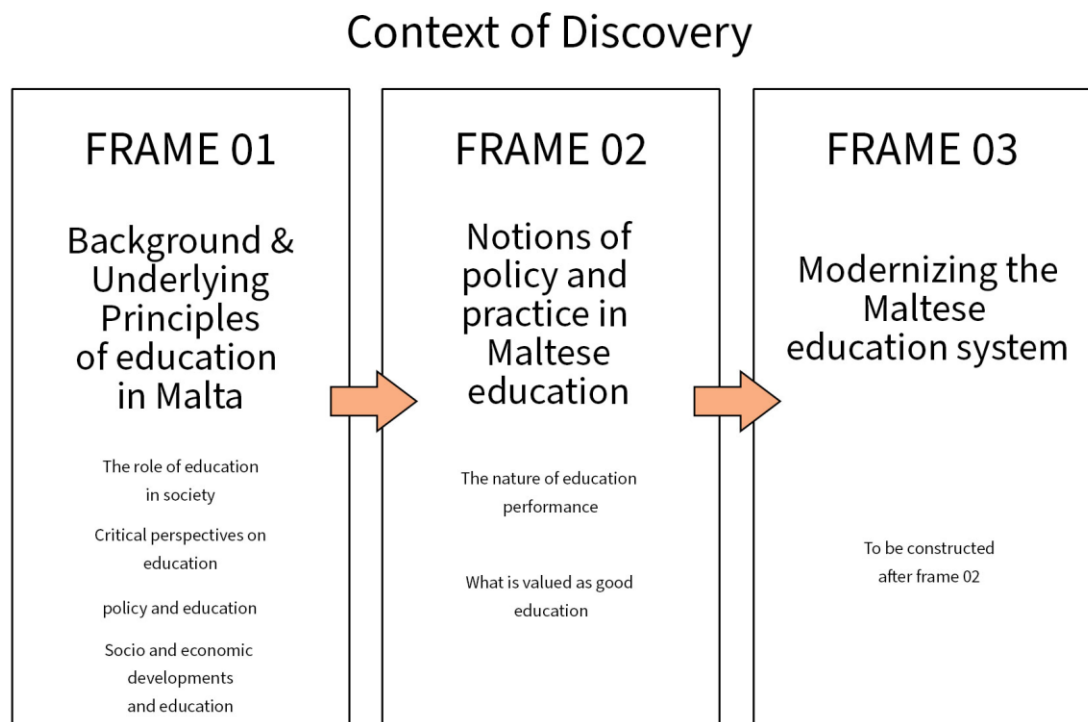 Context of Discovery
FRAME 01
Background &
Underlying
Principles
of education
in Malta
The role of education
in society
Critical perspectives on
education
policy and education
Socio and economic
developments
and education
FRAME 02
Notions of
policy and
practice in
Maltese
education
The nature of education
performance
What is valued as good
education
FRAME 03
Modernizing the
Maltese
education system
To be constructed
after frame 02